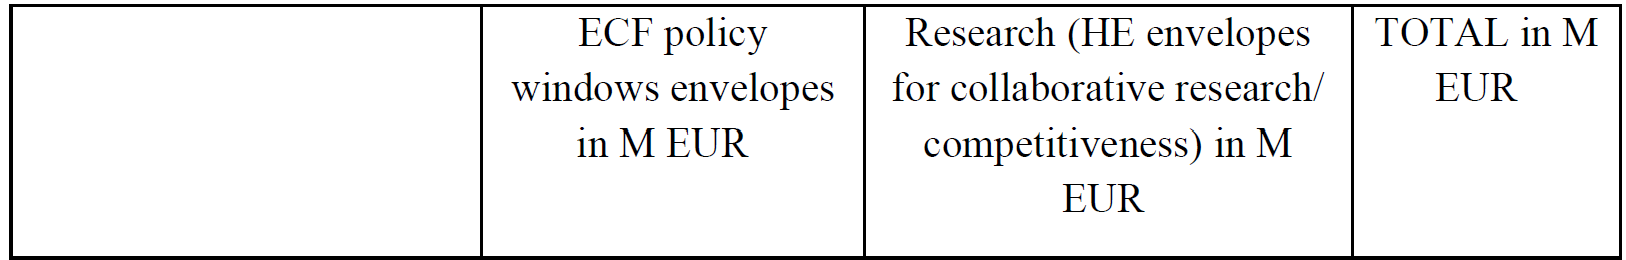 ECF policy
windows envelopes
in M EUR
Research (HE envelopes
for collaborative research/
competitiveness) in M
EUR
TOTAL in M
EUR